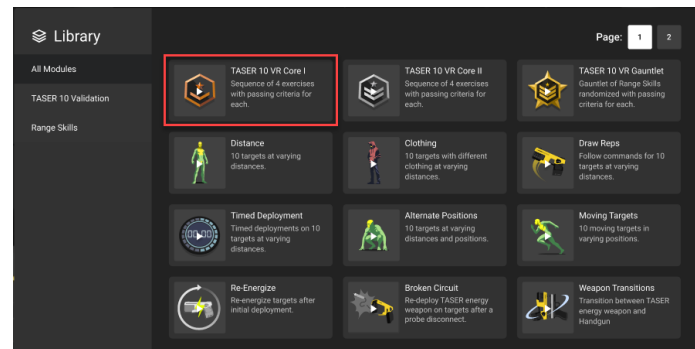 Library
Page: 1 2
All Modules
TASER 10 Validation
Range Skills
TASER 10 VR Core I
Sequence of 4 exercises
with passing criteria for
each.
TASER 10 VR Core II
Sequence of 4 exercises
with passing criteria for
each.
TASER 10 VR Gauntlet
Gauntlet of Range Skills
randomized with passing
criteria for each.
Distance
10 targets at varying
distances.
Clothing
10 targets with different
clothing at varying
distances.
Draw Reps
Follow commands for 10
targets at varying
distances.
Timed Deployment
Timed deployments on 10
targets at varying
distances.
00:00
Alternate Positions
10 targets at varying
distances and positions.
Moving Targets
10 moving targets in
varying positions.
Re-Energize
Re-energize targets after
initial deployment.
Broken Circuit
Re-deploy TASER energy
weapon on targets after a
probe disconnect.
Weapon Transitions
Transition between TASER
energy weapon and
Handgun